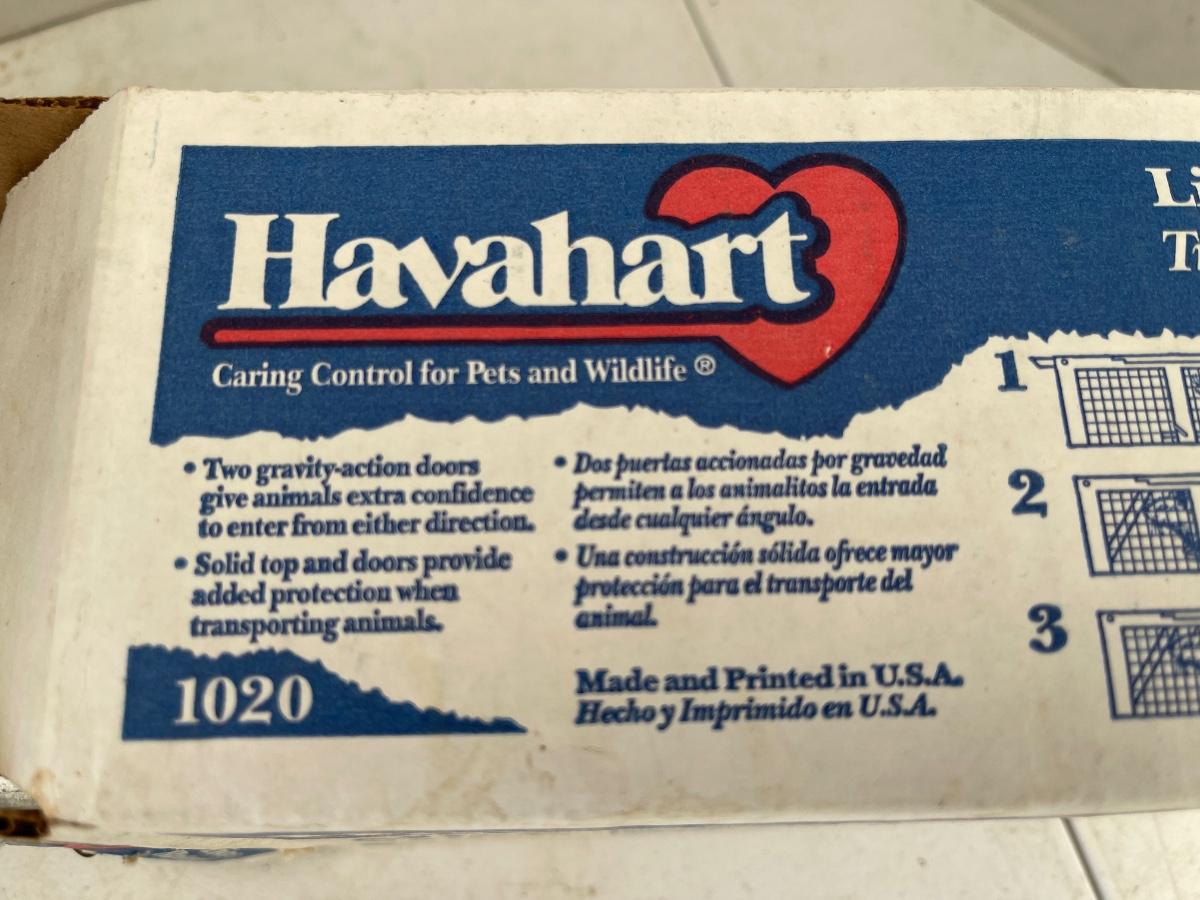 Havahart
Caring Control for Pets and Wildlife ®
• Two gravity-action doors
give animals extra confidence
to enter from either direction.
• Solid top and doors provide
added protection when
transporting animals.
1020
• Dos puertas accionadas por gravedad
permiten a los animalitos la entrada
desde cualquier ángulo.
• Una construcción sólida ofrece mayor
protección para el transporte del
animal.
Made and Printed in U.S.A.
Hecho y Imprimido en U.S.A.
1
2
3